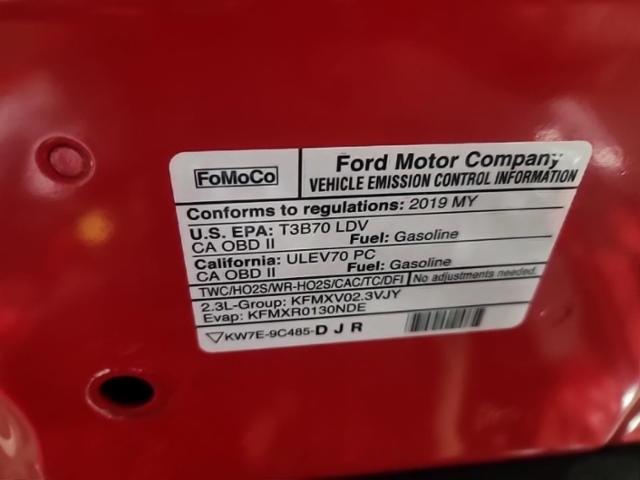 FoMoCo
Ford Motor Company
VEHICLE EMISSION CONTROL INFORMATION
Conforms to regulations: 2019 MY
U.S. EPA: T3B70 LDV
CA OBD II Fuel: Gasoline
California: ULEV70 PC
CA OBD II Fuel: Gasoline
TWC/HO2S/WR-HO2S/CAC/TC/DFI No adjustments needed.
2.3L-Group: KFMXV02.3VJY
Evap: KFMXR0130NDE
KW7E-9C485-D J R